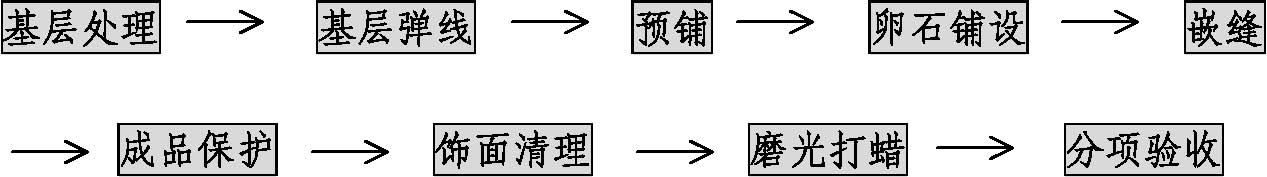 基层处理 → 基层弹线 → 预铺 → 卵石铺设 → 嵌缝
→ 成品保护 → 饰面清理 → 磨光打蜡 → 分项验收